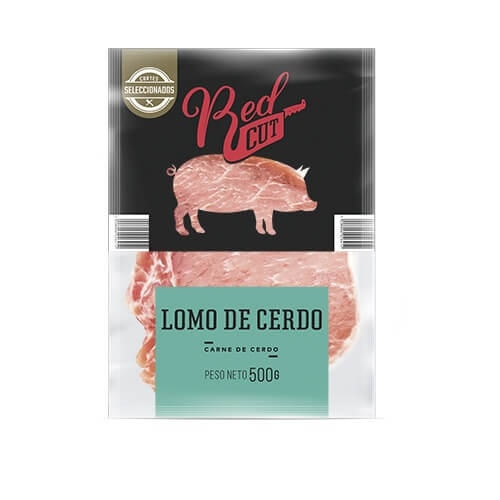 CORTES
SELECCIONADOS
Red
CUT
LOMO DE CERDO
CARNE DE CERDO
PESO NETO 500G